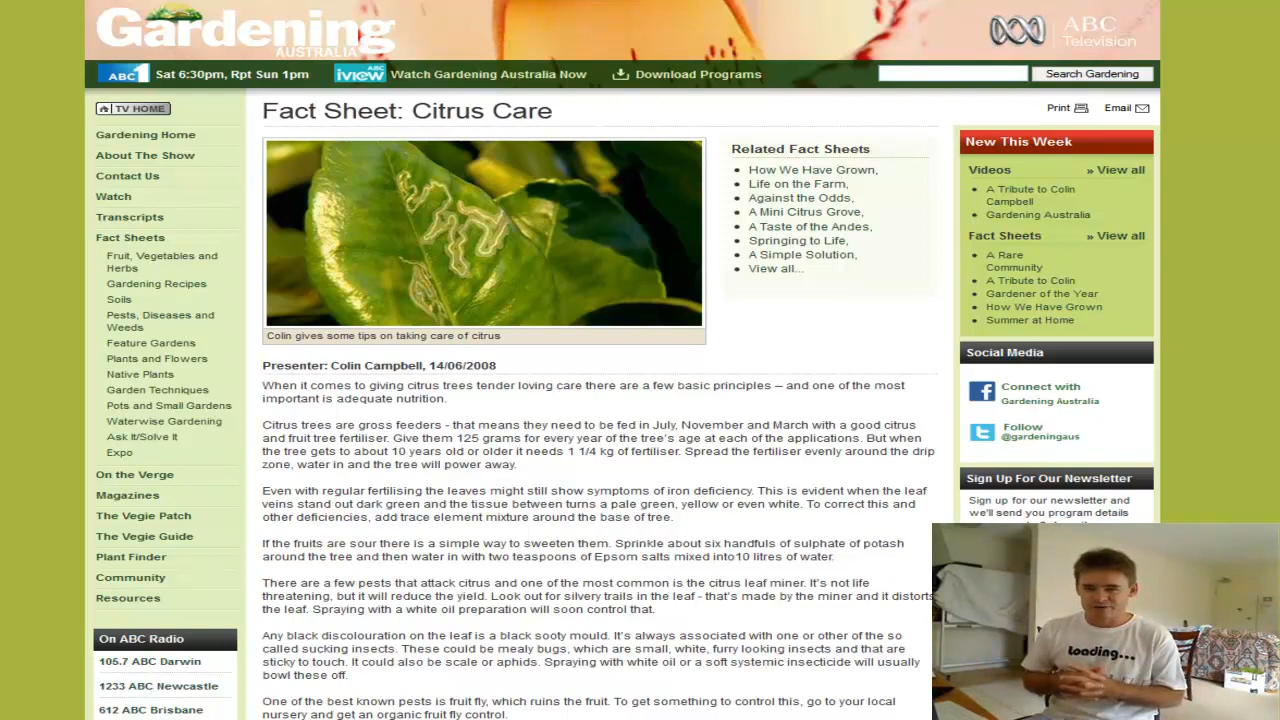 Gardening
AUSTRALIA
ABC
Television
ABC 1 Sat 6:30pm, Rpt Sun 1pm
ABC iview Watch Gardening Australia Now
Download Programs
Search Gardening
TV HOME
Gardening Home
About The Show
Contact Us
Watch
Transcripts
Fact Sheets
Fruit, Vegetables and
Herbs
Gardening Recipes
Soils
Pests, Diseases and
Weeds
Feature Gardens
Plants and Flowers
Native Plants
Garden Techniques
Pots and Small Gardens
Waterwise Gardening
Ask It/Solve It
Expo
On the Verge
Magazines
The Vegie Patch
The Vegie Guide
Plant Finder
Community
Resources
On ABC Radio
105.7 ABC Darwin
1233 ABC Newcastle
612 ABC Brisbane
Fact Sheet: Citrus Care
Print
Email
Colin gives some tips on taking care of citrus
Related Fact Sheets
How We Have Grown,
Life on the Farm,
Against the Odds,
A Mini Citrus Grove,
A Taste of the Andes,
Springing to Life,
A Simple Solution,
View all...
Presenter: Colin Campbell, 14/06/2008
When it comes to giving citrus trees tender loving care there are a few basic principles – and one of the most
important is adequate nutrition.
Citrus trees are gross feeders - that means they need to be fed in July, November and March with a good citrus
and fruit tree fertiliser. Give them 125 grams for every year of the tree's age at each of the applications. But when
the tree gets to about 10 years old or older it needs 1 1/4 kg of fertiliser. Spread the fertiliser evenly around the drip
zone, water in and the tree will power away.
Even with regular fertilising the leaves might still show symptoms of iron deficiency. This is evident when the leaf
veins stand out dark green and the tissue between turns a pale green, yellow or even white. To correct this and
other deficiencies, add trace element mixture around the base of tree.
If the fruits are sour there is a simple way to sweeten them. Sprinkle about six handfuls of sulphate of potash
around the tree and then water in with two teaspoons of Epsom salts mixed into10 litres of water.
There are a few pests that attack citrus and one of the most common is the citrus leaf miner. It's not life
threatening, but it will reduce the yield. Look out for silvery trails in the leaf - that's made by the miner and it distorts
the leaf. Spraying with a white oil preparation will soon control that.
Any black discolouration on the leaf is a black sooty mould. It's always associated with one or other of the so
called sucking insects. These could be mealy bugs, which are small, white, furry looking insects and that are
sticky to touch. It could also be scale or aphids. Spraying with white oil or a soft systemic insecticide will usually
bowl these off.
One of the best known pests is fruit fly, which ruins the fruit. To get something to control this, go to your local
nursery and get an organic fruit fly control.
New This Week
Videos » View all
A Tribute to Colin
Campbell
Gardening Australia
Fact Sheets » View all
A Rare
Community
A Tribute to Colin
Gardener of the Year
How We Have Grown
Summer at Home
Social Media
Connect with
Gardening Australia
Follow
@gardeningaus
Sign Up For Our Newsletter
Sign up for our newsletter and
we'll send you program details
Loading...